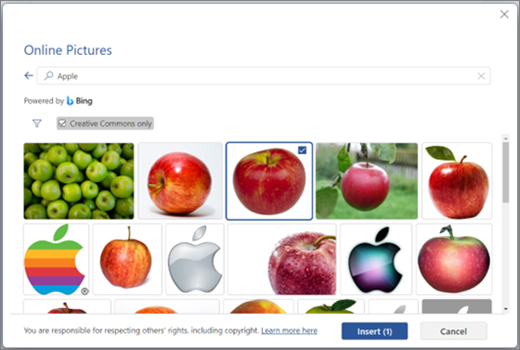 Online Pictures
Apple
Powered by Bing
Creative Commons only
®
You are responsible for respecting others' rights, including copyright. Learn more here
Insert (1)
Cancel